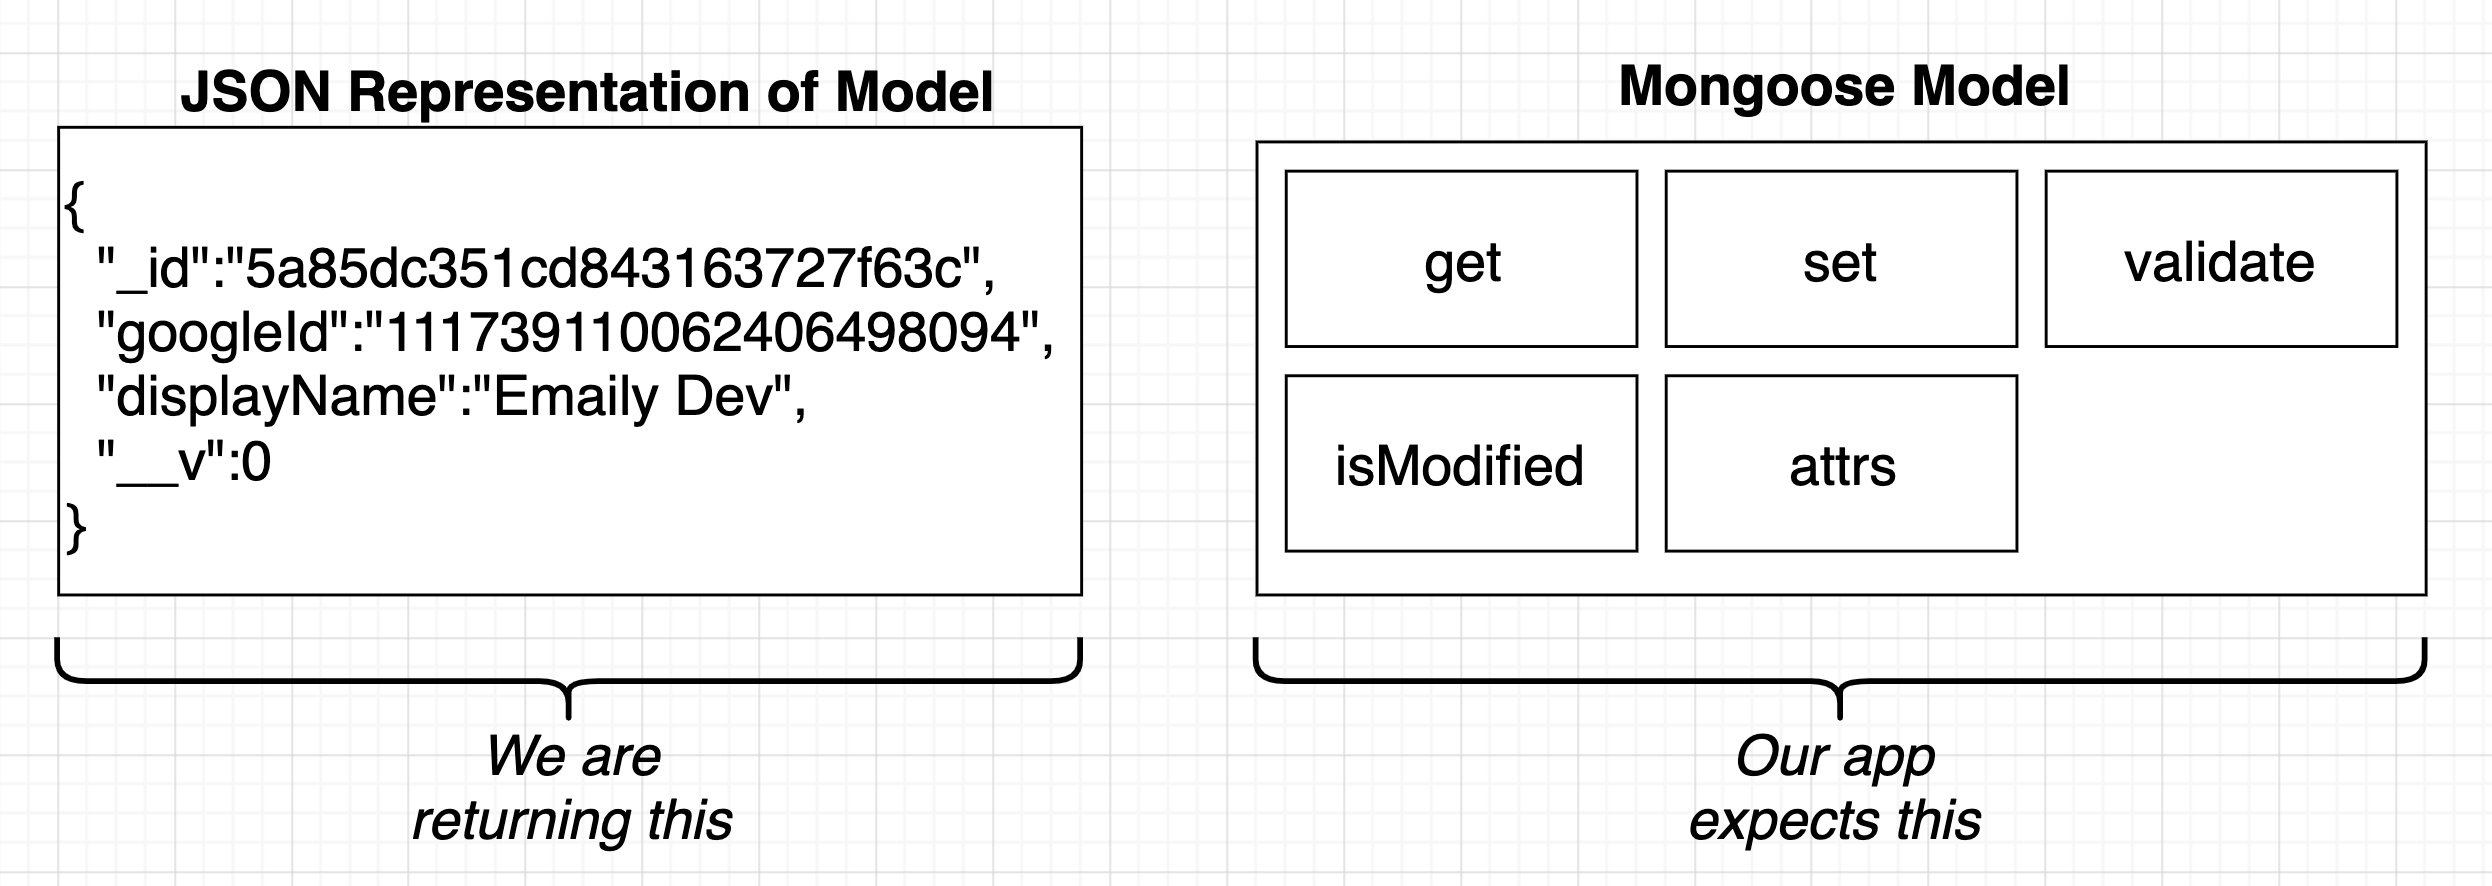 JSON Representation of Model
{
"_id":"5a85dc351cd843163727f63c",
"googleId":"111739110062406498094",
"displayName":"Emaily Dev",
"__v":0
}
We are
returning this
Mongoose Model
get
set
validate
isModified
attrs
Our app
expects this